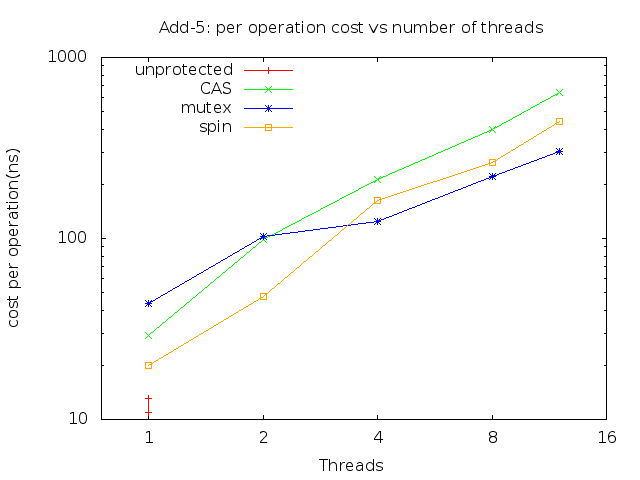 Add-5: per operation cost vs number of threads
1000
unprotected
CAS
mutex
spin
cost per operation(ns)
100
10
1 2 4 8 16
Threads